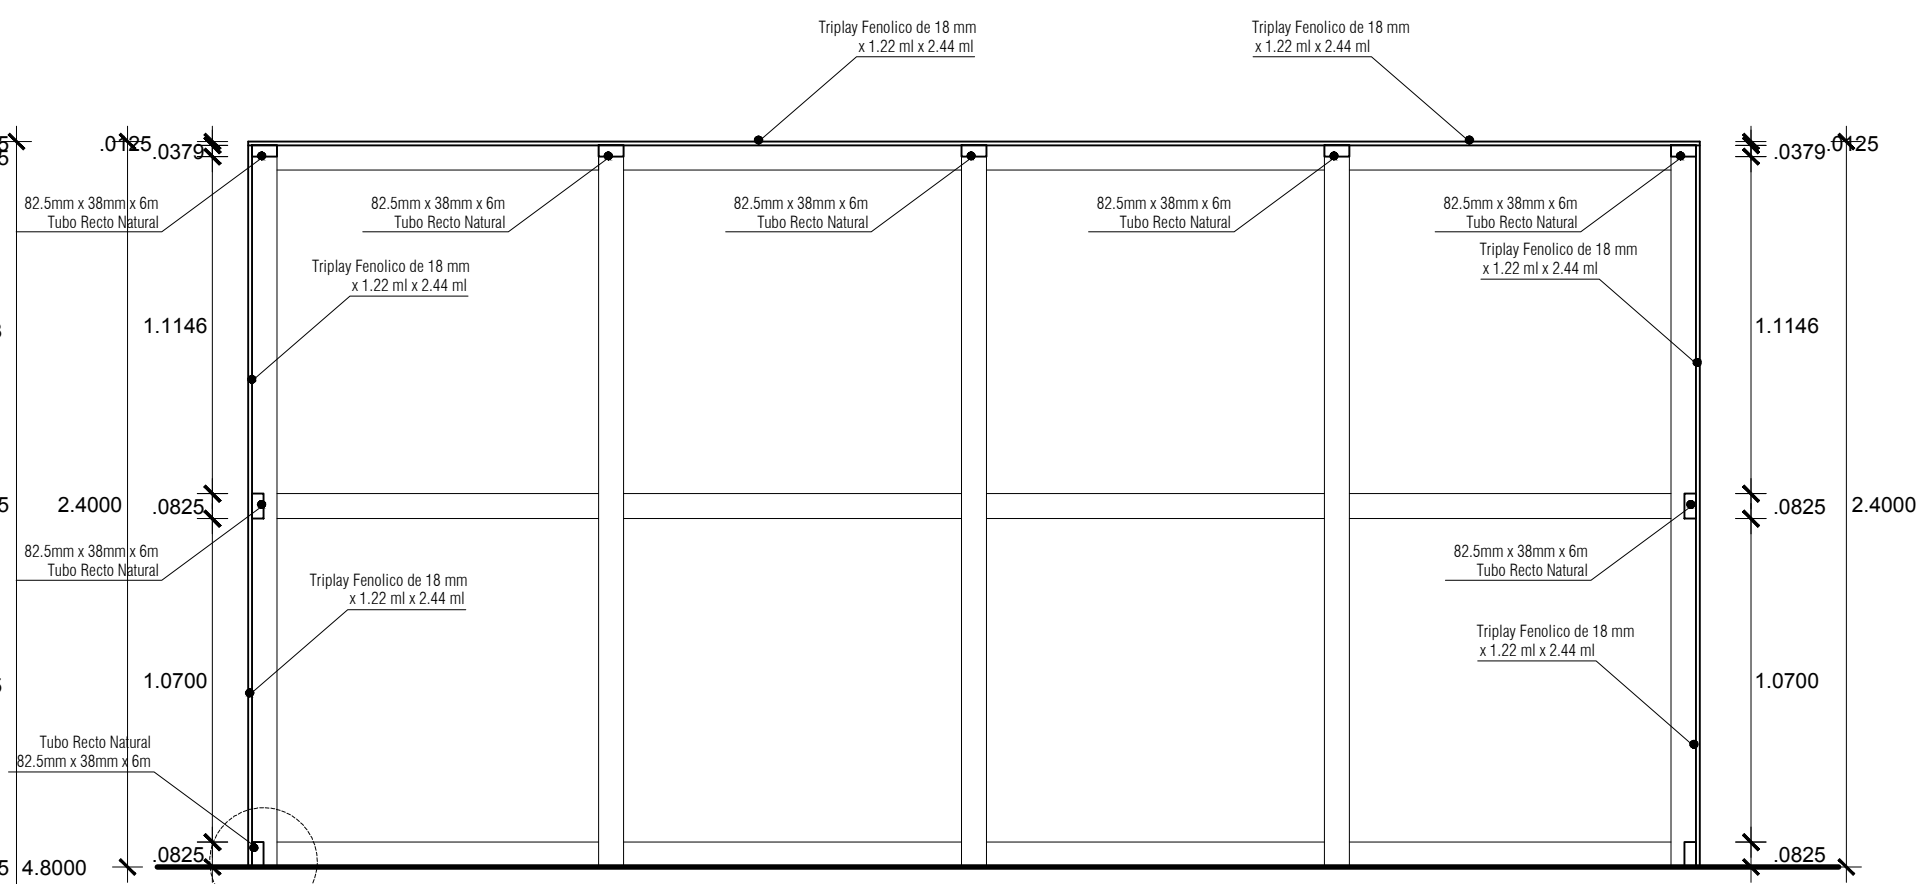 Triplay Fenolico de 18 mm
x 1.22 ml x 2.44 ml
Triplay Fenolico de 18 mm
x 1.22 ml x 2.44 ml
.0125
.0379
.0379
.0125
82.5mm x 38mm x 6m
Tubo Recto Natural
82.5mm x 38mm x 6m
Tubo Recto Natural
82.5mm x 38mm x 6m
Tubo Recto Natural
82.5mm x 38mm x 6m
Tubo Recto Natural
82.5mm x 38mm x 6m
Tubo Recto Natural
Triplay Fenolico de 18 mm
x 1.22 ml x 2.44 ml
Triplay Fenolico de 18 mm
x 1.22 ml x 2.44 ml
1.1146
1.1146
2.4000
.0825
.0825
2.4000
82.5mm x 38mm x 6m
Tubo Recto Natural
82.5mm x 38mm x 6m
Tubo Recto Natural
Triplay Fenolico de 18 mm
x 1.22 ml x 2.44 ml
Triplay Fenolico de 18 mm
x 1.22 ml x 2.44 ml
1.0700
1.0700
Tubo Recto Natural
82.5mm x 38mm x 6m
4.8000
.0825
.0825